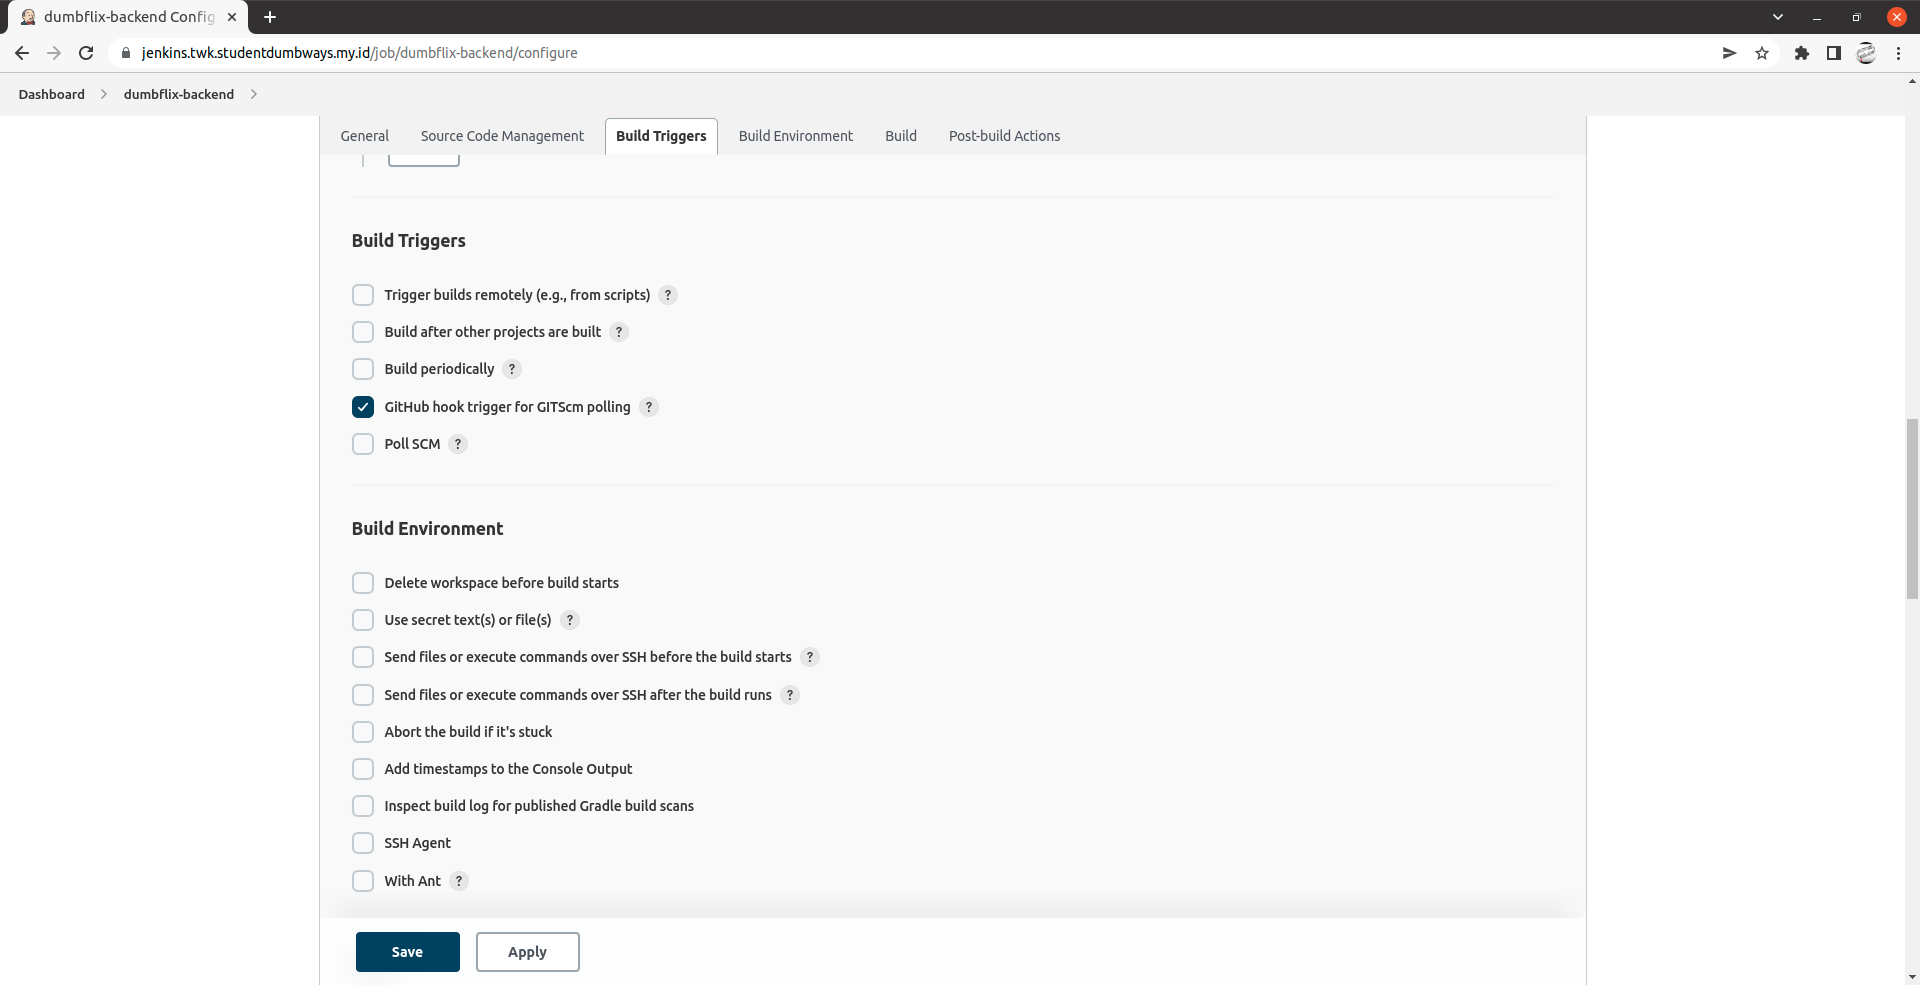 dumbflix-backend Config
jenkins.twk.studentdumbways.my.id/job/dumbflix-backend/configure
Dashboard dumbflix-backend
General Source Code Management Build Triggers Build Environment Build Post-build Actions
Build Triggers
Trigger builds remotely (e.g., from scripts) ?
Build after other projects are built ?
Build periodically ?
GitHub hook trigger for GITScm polling ?
Poll SCM ?
Build Environment
Delete workspace before build starts
Use secret text(s) or file(s) ?
Send files or execute commands over SSH before the build starts ?
Send files or execute commands over SSH after the build runs ?
Abort the build if it's stuck
Add timestamps to the Console Output
Inspect build log for published Gradle build scans
SSH Agent
With Ant ?
Save Apply